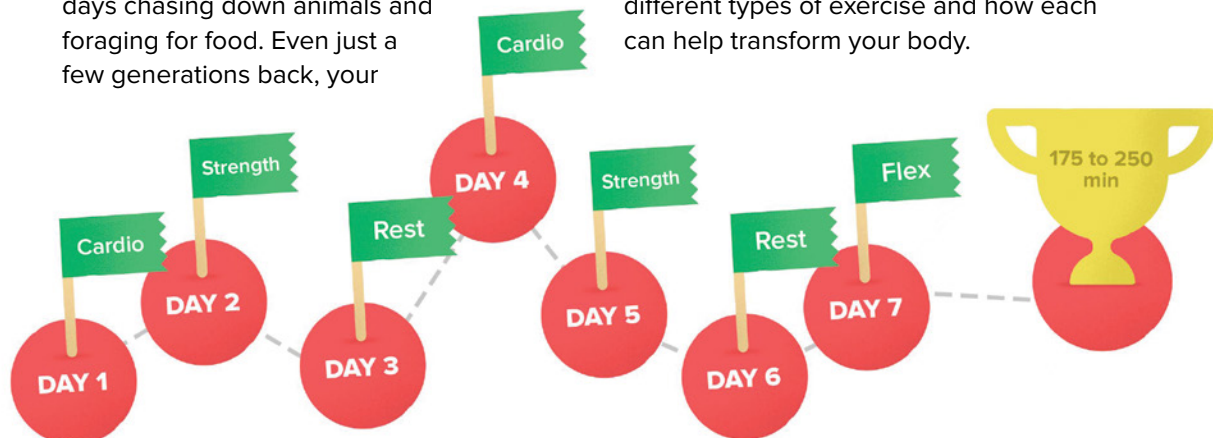 days chasing down animals and
foraging for food. Even just a
few generations back, your
different types of exercise and how each
can help transform your body.
Cardio
DAY 1
Strength
DAY 2
Rest
DAY 3
Cardio
DAY 4
Strength
DAY 5
Rest
DAY 6
Flex
DAY 7
175 to 250
min